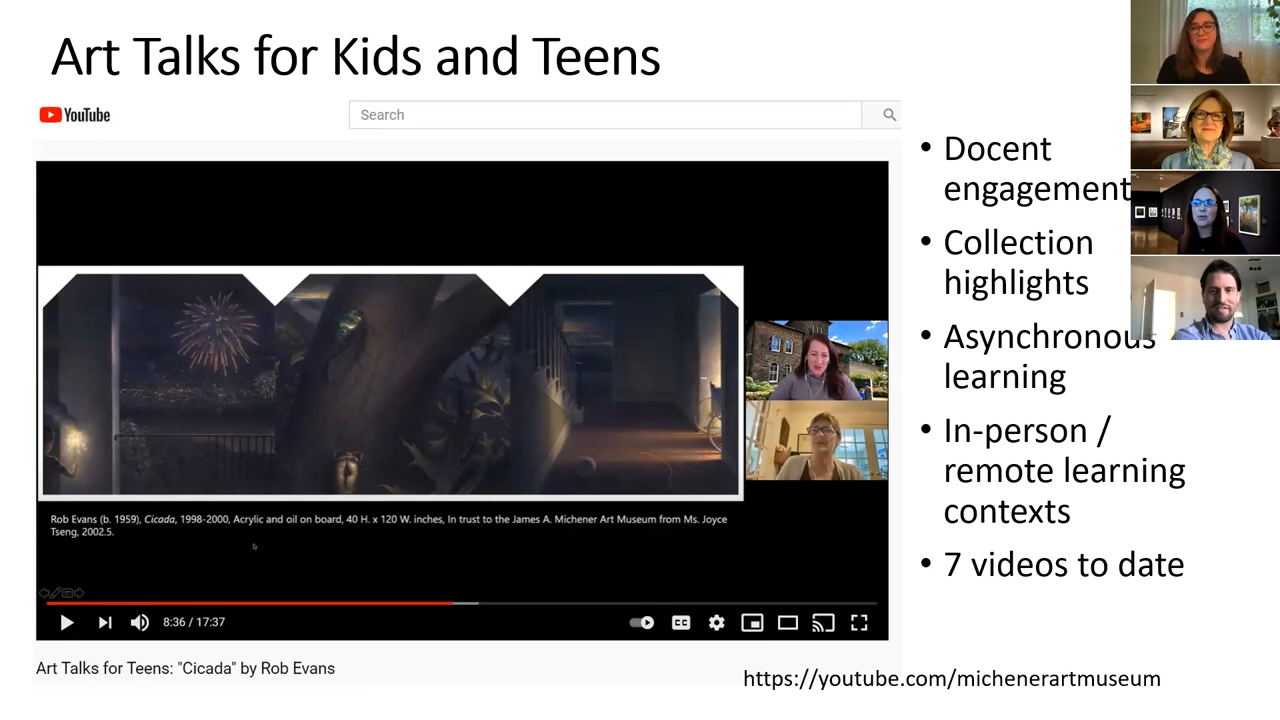 Art Talks for Kids and Teens
YouTube
Search
• Docent
engagement
• Collection
highlights
• Asynchronous
learning
• In-person /
remote learning
contexts
• 7 videos to date
Rob Evans (b. 1959), Cicada, 1998-2000, Acrylic and oil on board, 40 H. x 120 W. inches, In trust to the James A. Michener Art Museum from Ms. Joyce
Tseng, 2002.5.
8:36 / 17:37
CC
Art Talks for Teens: "Cicada" by Rob Evans
https://youtube.com/michenerartmuseum